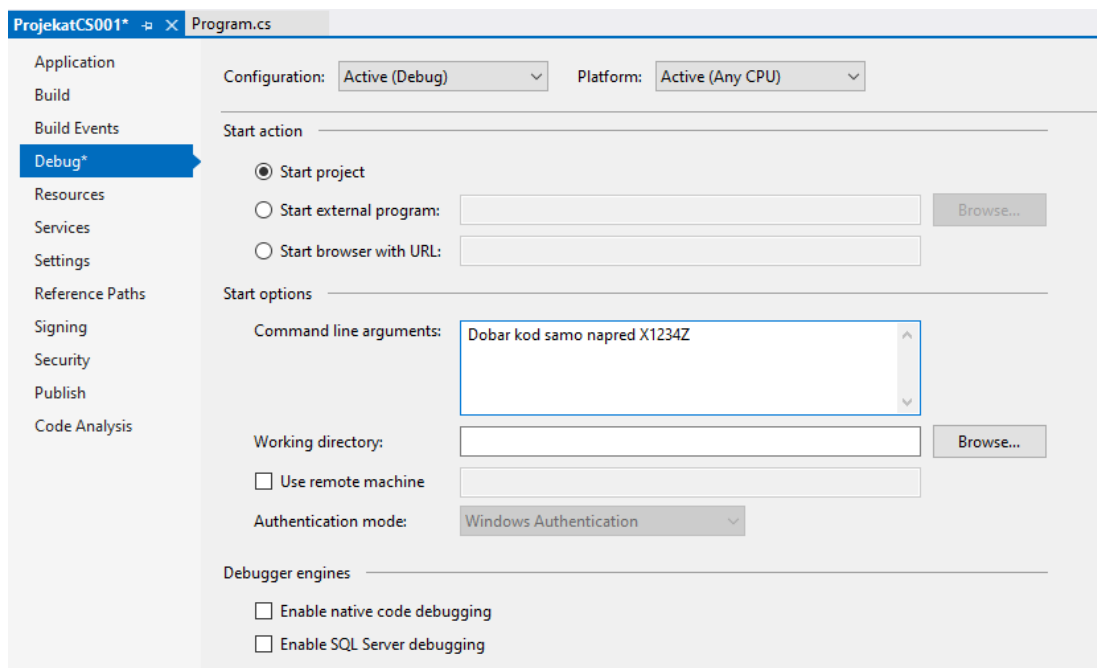 ProjekatCS001* Program.cs
Application
Build
Build Events
Debug*
Resources
Services
Settings
Reference Paths
Signing
Security
Publish
Code Analysis
Configuration: Active (Debug) Platform: Active (Any CPU)
Start action
Start project
Start external program: Browse...
Start browser with URL:
Start options
Command line arguments: Dobar kod samo napred X1234Z
Working directory: Browse...
Use remote machine
Authentication mode: Windows Authentication
Debugger engines
Enable native code debugging
Enable SQL Server debugging